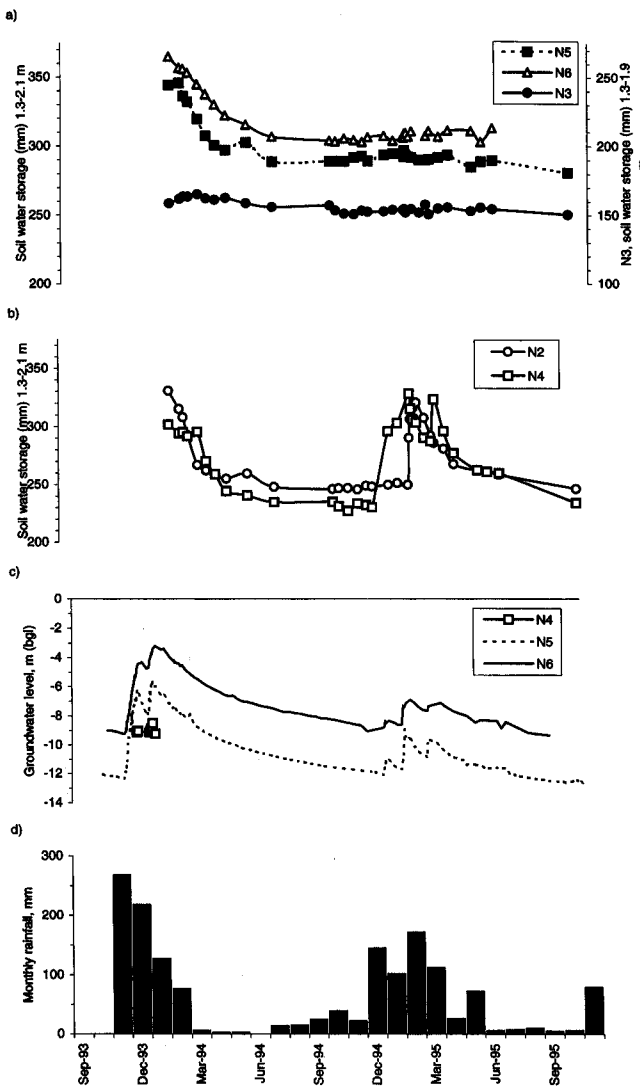 a)
Soil water storage (mm) 1.3-2.1 m
350
300
250
200
N5
N6
N3
250
200
150
100
N3, soil water storage (mm) 1.3-1.9
b)
Soil water storage (mm) 1.3-2.1 m
350
300
250
200
N2
N4
c)
Groundwater level, m (bgl)
0
-2
-4
-6
-8
-10
-12
-14
N4
N5
N6
d)
Monthly rainfall, mm
300
200
100
0
Sep-93
Dec-93
Mar-94
Jun-94
Sep-94
Dec-94
Mar-95
Jun-95
Sep-95